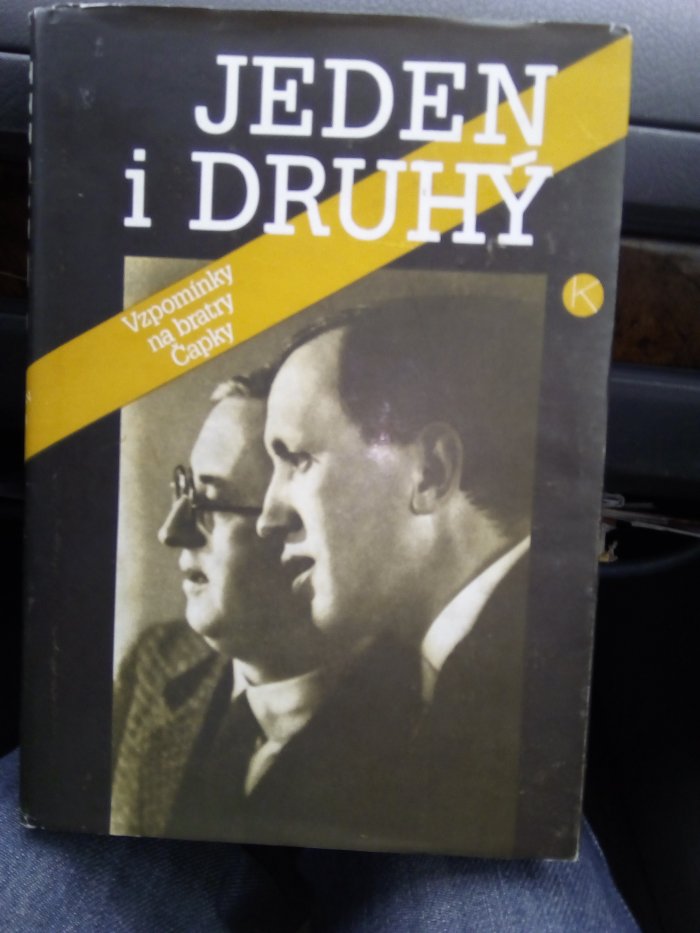 JEDEN
i DRUHÝ
Vzpomínky
na bratry
Čapky
K